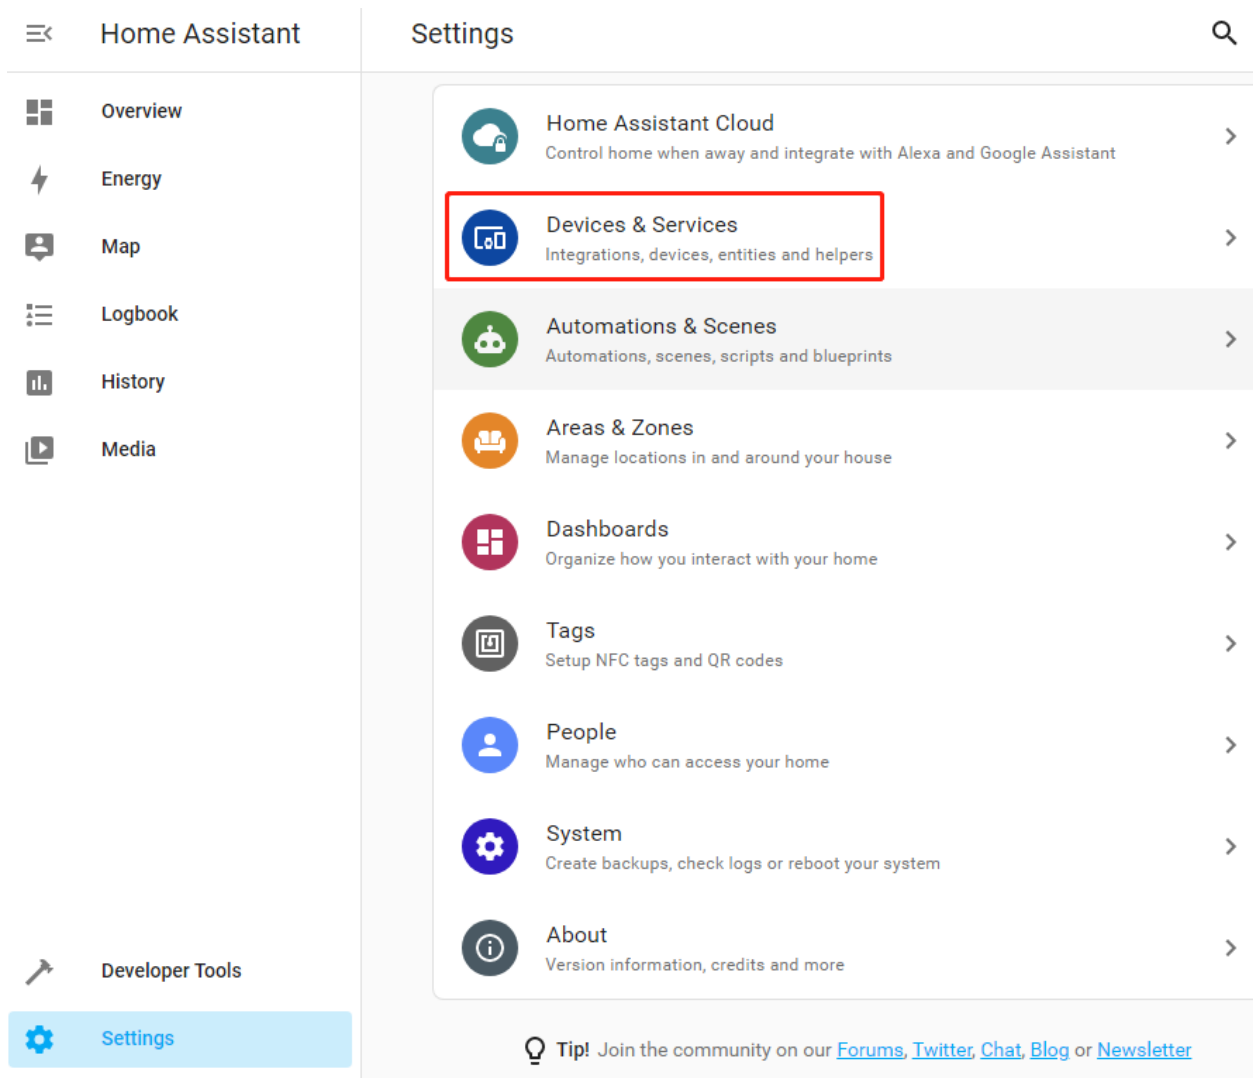 Home Assistant
Settings
Overview
Energy
Map
Logbook
History
Media
Developer Tools
Settings
Home Assistant Cloud
Control home when away and integrate with Alexa and Google Assistant
Devices & Services
Integrations, devices, entities and helpers
Automations & Scenes
Automations, scenes, scripts and blueprints
Areas & Zones
Manage locations in and around your house
Dashboards
Organize how you interact with your home
Tags
Setup NFC tags and QR codes
People
Manage who can access your home
System
Create backups, check logs or reboot your system
About
Version information, credits and more
Tip! Join the community on our Forums, Twitter, Chat, Blog or Newsletter